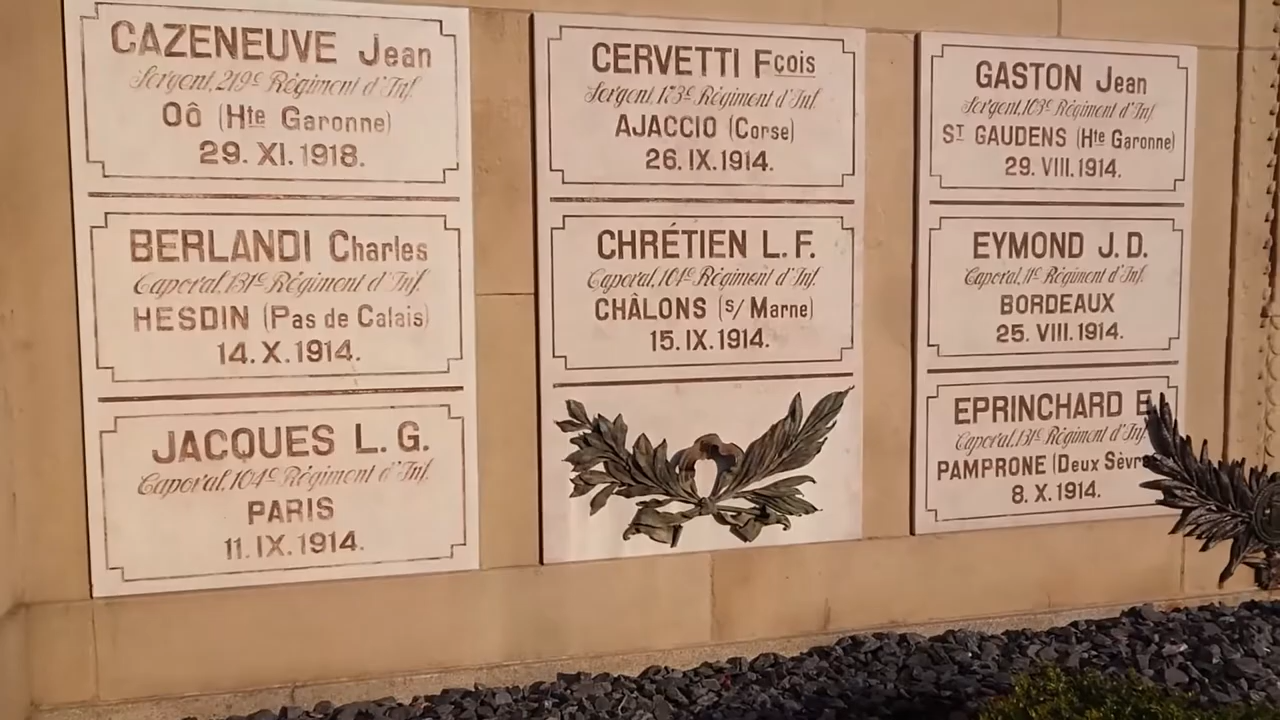 CAZENEUVE Jean
Sergent, 219e Régiment d'Inf.
OÔ (Hte Garonne)
29. XI. 1918.
BERLANDI Charles
Caporal, 131e Régiment d'Inf.
HESDIN (Pas de Calais)
14. X. 1914.
JACQUES L. G.
Caporal, 104e Régiment d'Inf.
PARIS
11. IX. 1914.
CERVETTI Fçois
Sergent, 173e Régiment d'Inf.
AJACCIO (Corse)
26. IX. 1914.
CHRÉTIEN L. F.
Caporal, 104e Régiment d'Inf.
CHÂLONS (s/ Marne)
15. IX. 1914.
GASTON Jean
Sergent, 103e Régiment d'Inf.
ST GAUDENS (Hte Garonne)
29. VIII. 1914.
EYMOND J. D.
Caporal, 11e Régiment d'Inf.
BORDEAUX
25. VIII. 1914.
EPRINCHARD E
Caporal, 131e Régiment d'Inf.
PAMPRONE (Deux Sèvr
8. X. 1914.